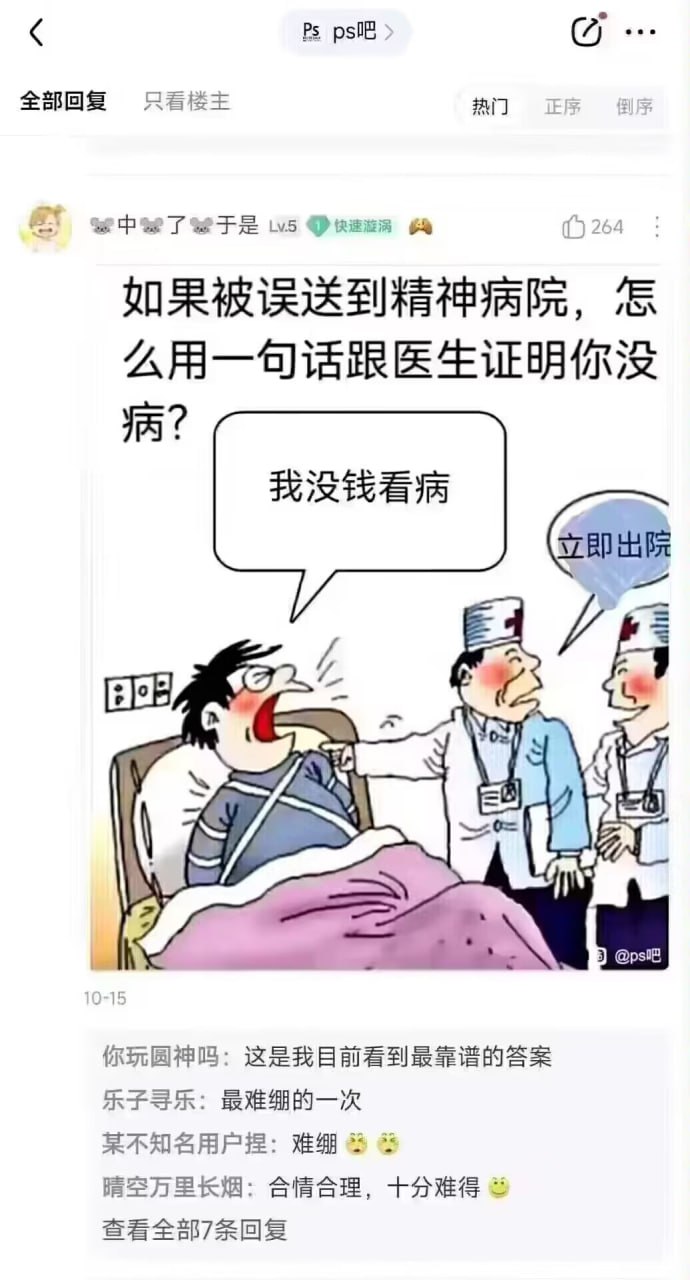 Ps ps吧
全部回复 只看楼主 热门 正序 倒序
中了于是 Lv.5 1 快速漩涡 264
如果被误送到精神病院，怎
么用一句话跟医生证明你没
病？
我没钱看病
立即出院
@ps吧
10-15
你玩圆神吗：这是我目前看到最靠谱的答案
乐子寻乐：最难绷的一次
某不知名用户捏：难绷
晴空万里长烟：合情合理，十分难得
查看全部7条回复